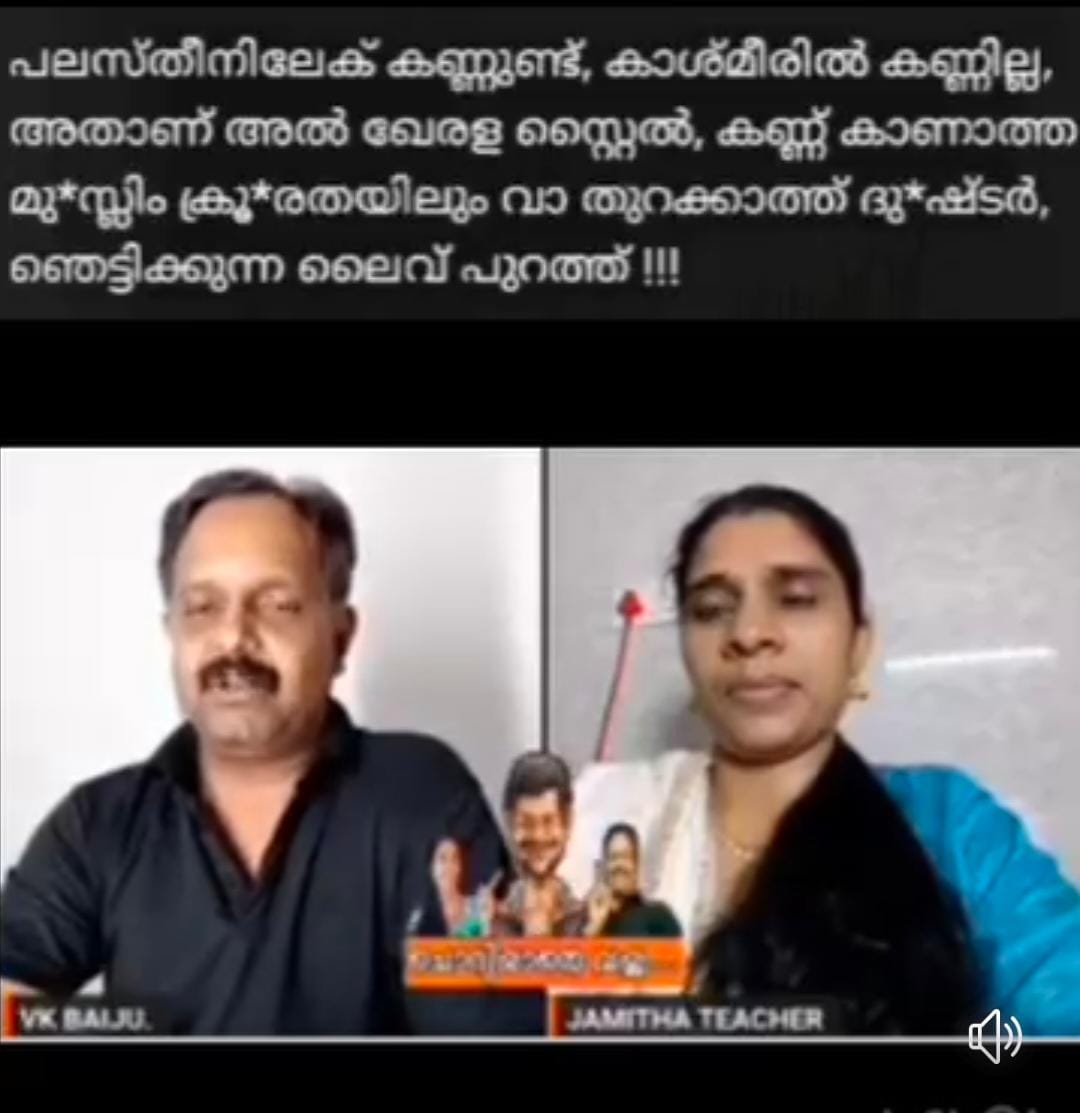 പലസ്തീനിലേക് കണ്ണുണ്ട്, കാശ്മീരിൽ കണ്ണില്ല,
അതാണ് അൽ ഖേരള സ്റ്റൈൽ, കണ്ണ് കാണാത്ത
മു*സ്ലിം ക്രൂ*രതയിലും വാ തുറക്കാത്ത് ദു*ഷ്ടർ,
ഞെട്ടിക്കുന്ന ലൈവ് പുറത്ത് !!!
VK BAIJU.
JAMITHA TEACHER